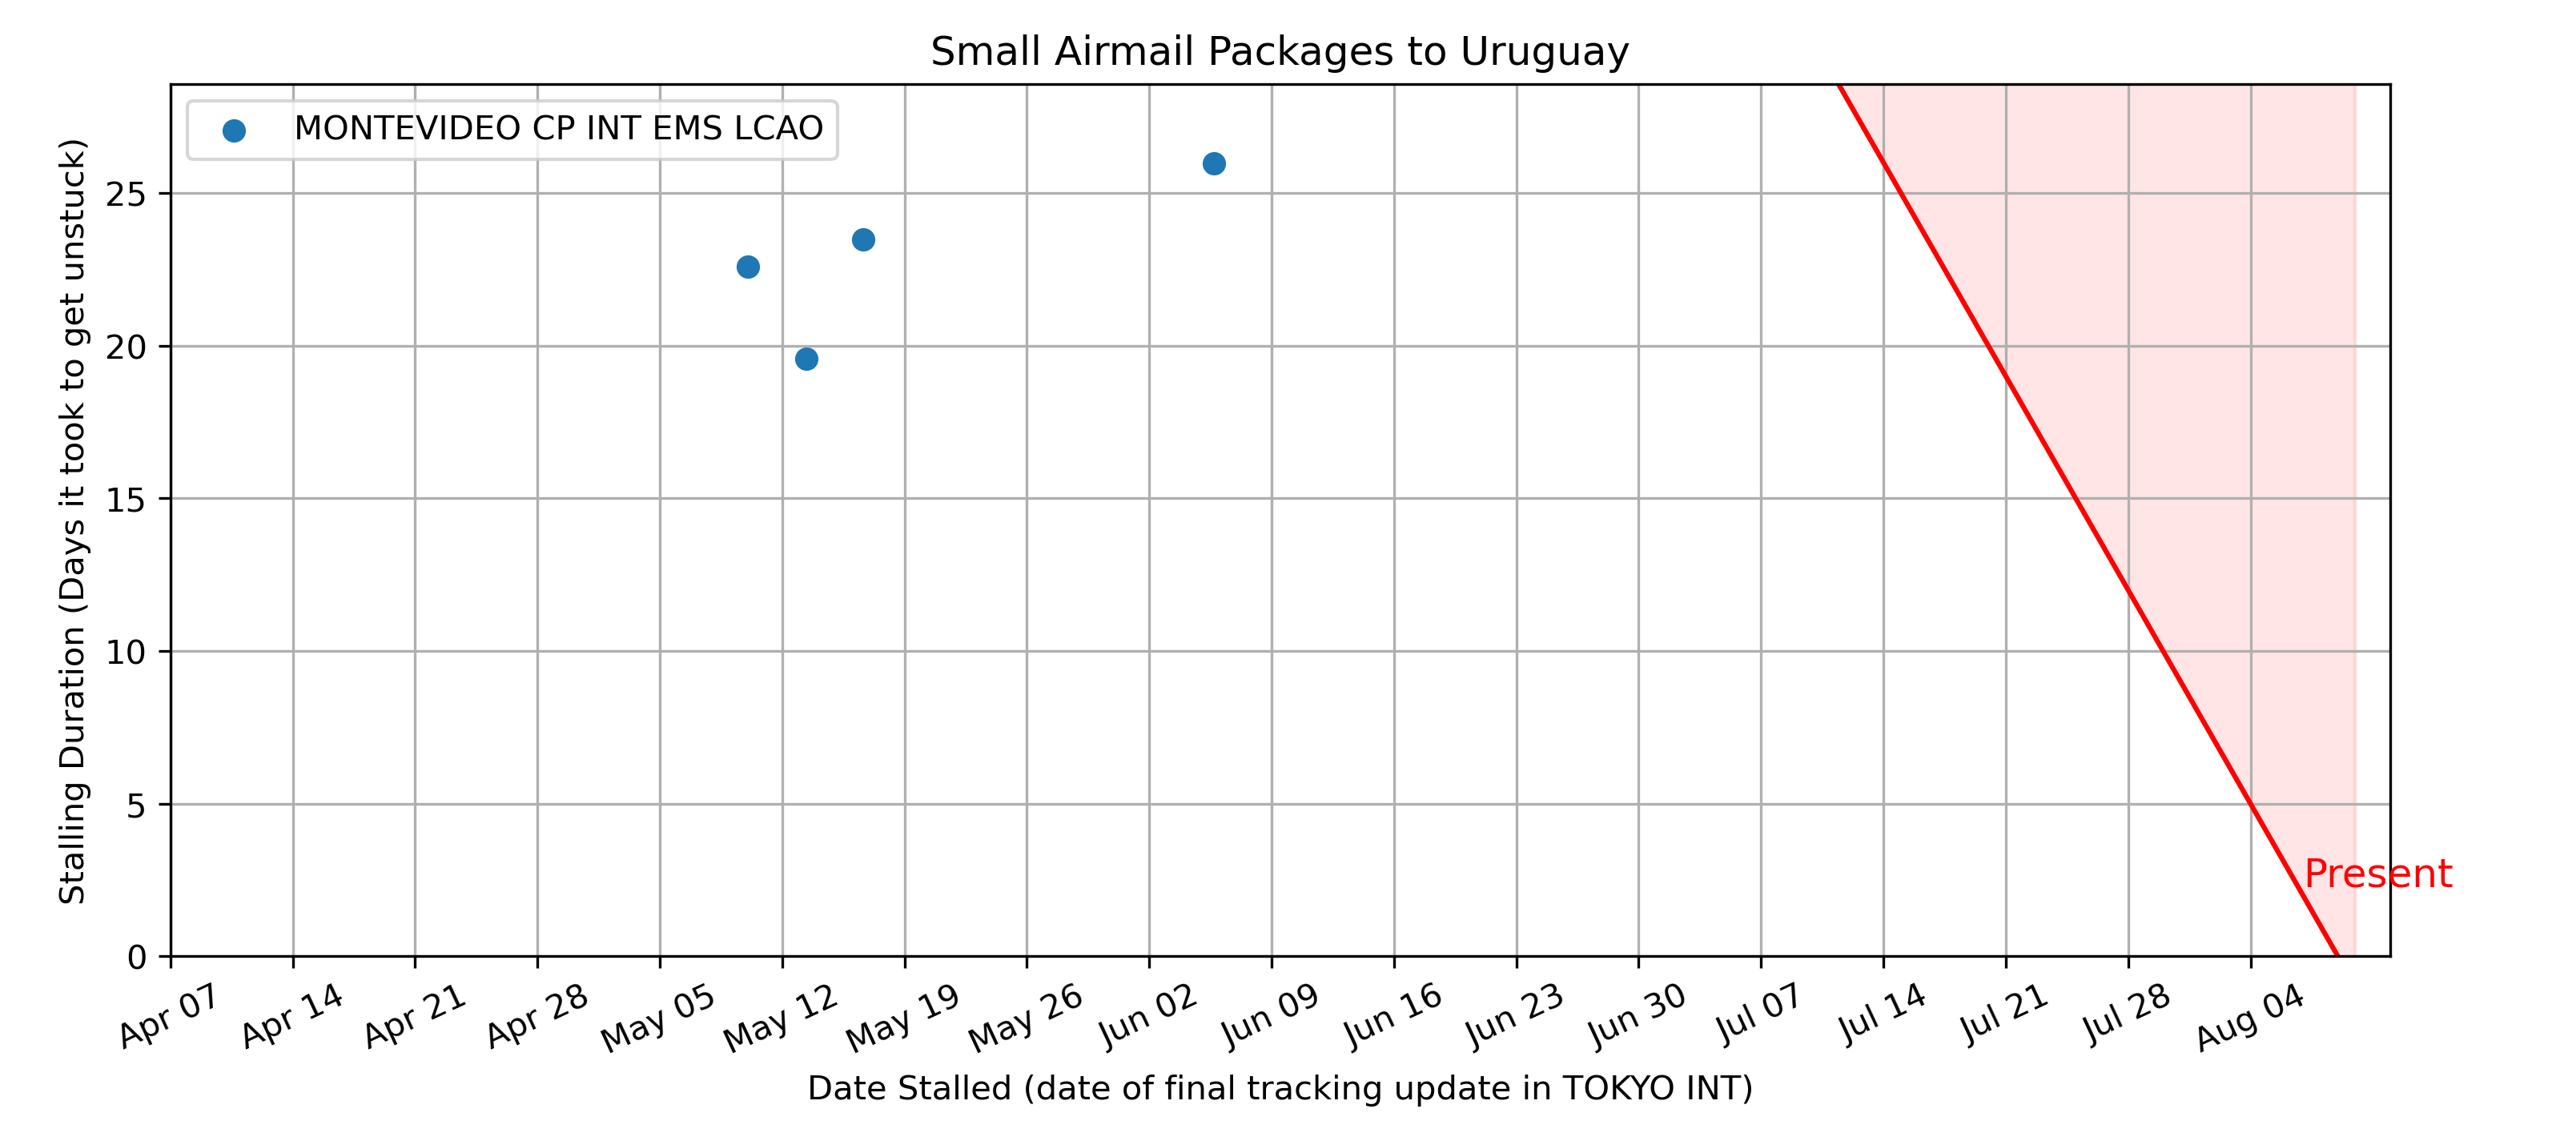 Small Airmail Packages to Uruguay
MONTEVIDEO CP INT EMS LCAO
Stalling Duration (Days it took to get unstuck)
25
20
15
10
5
0
Present
Apr 07
Apr 14
Apr 21
Apr 28
May 05
May 12
May 19
May 26
Jun 02
Jun 09
Jun 16
Jun 23
Jun 30
Jul 07
Jul 14
Jul 21
Jul 28
Aug 04
Date Stalled (date of final tracking update in TOKYO INT)